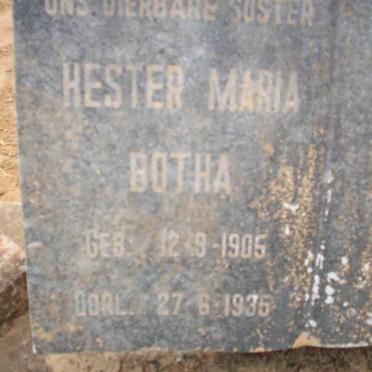 ONS DIERBARE SUSTER
HESTER MARIA
BOTHA
GEB. 12-9-1905
OORL. 27-6-1935